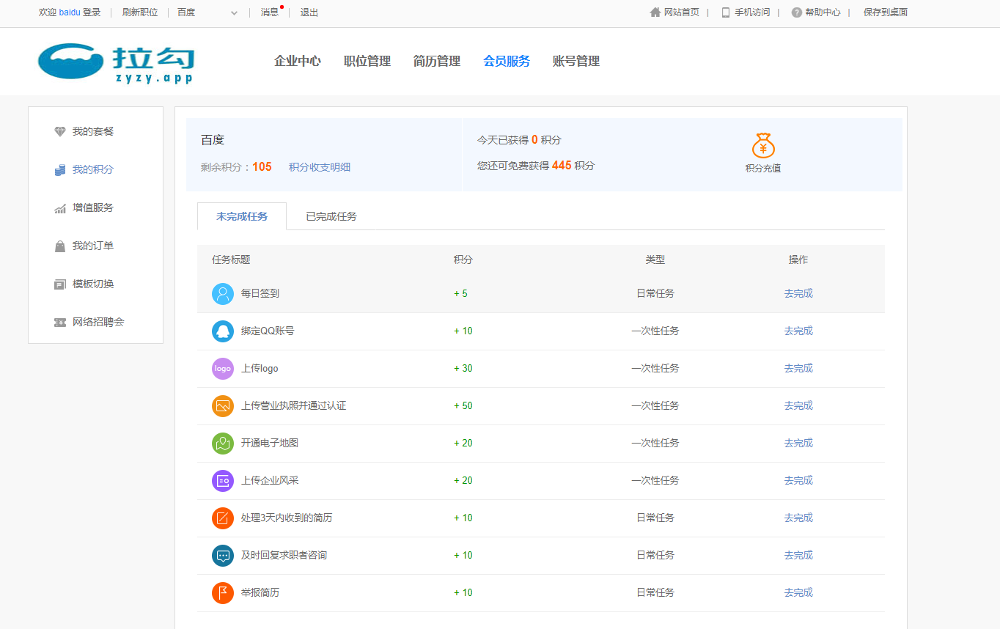 欢迎 baidu 登录 刷新职位 百度 消息 退出 网站首页 手机访问 帮助中心 保存到桌面
拉勾
zyzy.app
企业中心 职位管理 简历管理 会员服务 账号管理
我的套餐
我的积分
增值服务
我的订单
模板切换
网络招聘会
百度
剩余积分：105 积分收支明细
今天已获得 0 积分
您还可免费获得 445 积分
积分充值
未完成任务 已完成任务
任务标题 积分 类型 操作
每日签到 + 5 日常任务 去完成
绑定QQ账号 + 10 一次性任务 去完成
logo 上传logo + 30 一次性任务 去完成
上传营业执照并通过认证 + 50 一次性任务 去完成
开通电子地图 + 20 一次性任务 去完成
上传企业风采 + 20 一次性任务 去完成
处理3天内收到的简历 + 10 日常任务 去完成
及时回复求职者咨询 + 10 日常任务 去完成
举报简历 + 10 日常任务 去完成